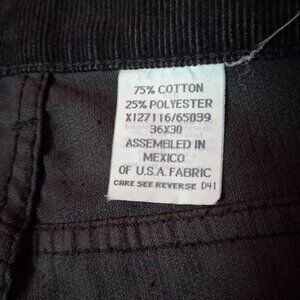 75% COTTON
25% POLYESTER
X127116/65039
36X30
ASSEMBLED IN
MEXICO
OF U.S.A. FABRIC
CARE SEE REVERSE D41